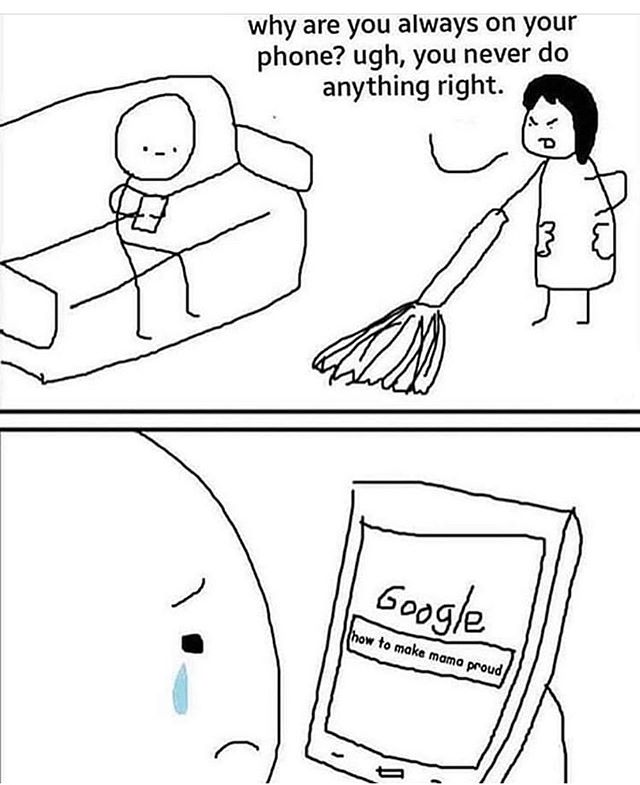 why are you always on your
phone? ugh, you never do
anything right.
Google
how to make mama proud